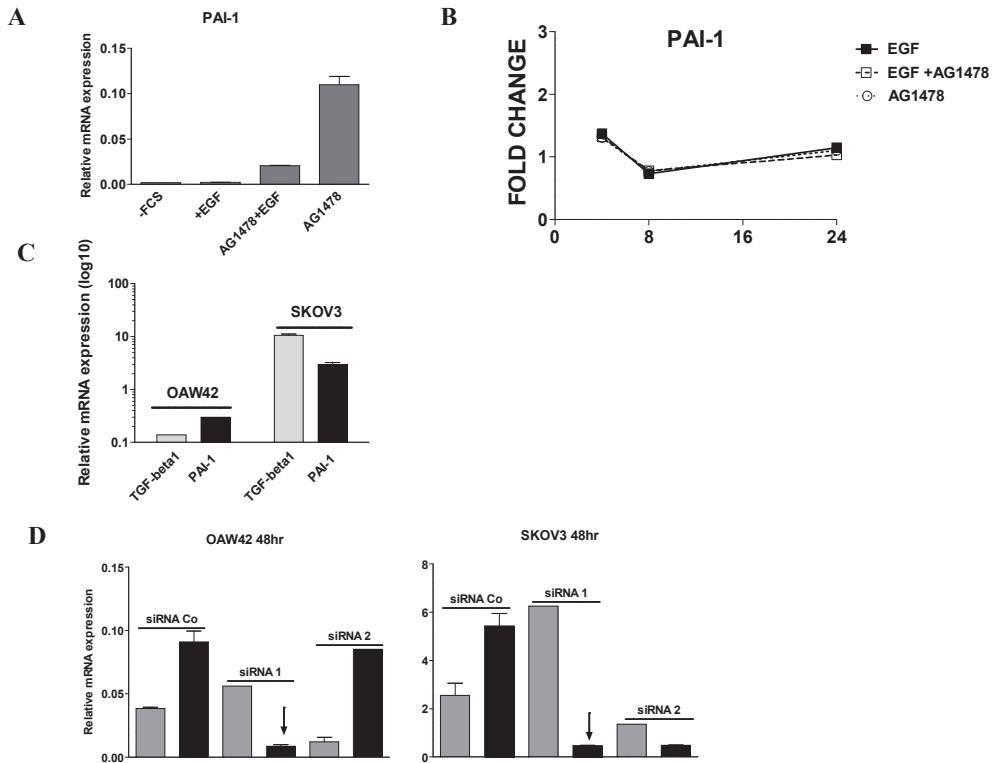 A
PAI-1
Relative mRNA expression
0.15
0.10
0.05
0.00
-FCS
+EGF
AG1478+EGF
AG1478
B
PAI-1
FOLD CHANGE
3
2
1
0
0
8
16
24
EGF
EGF +AG1478
AG1478
C
Relative mRNA expression (log10)
100
10
1
0.1
OAW42
SKOV3
TGF-beta1
PAI-1
TGF-beta1
PAI-1
D
OAW42 48hr
Relative mRNA expression
0.15
0.10
0.05
0.00
siRNA Co
siRNA 1
siRNA 2
SKOV3 48hr
8
6
4
2
0
siRNA Co
siRNA 1
siRNA 2